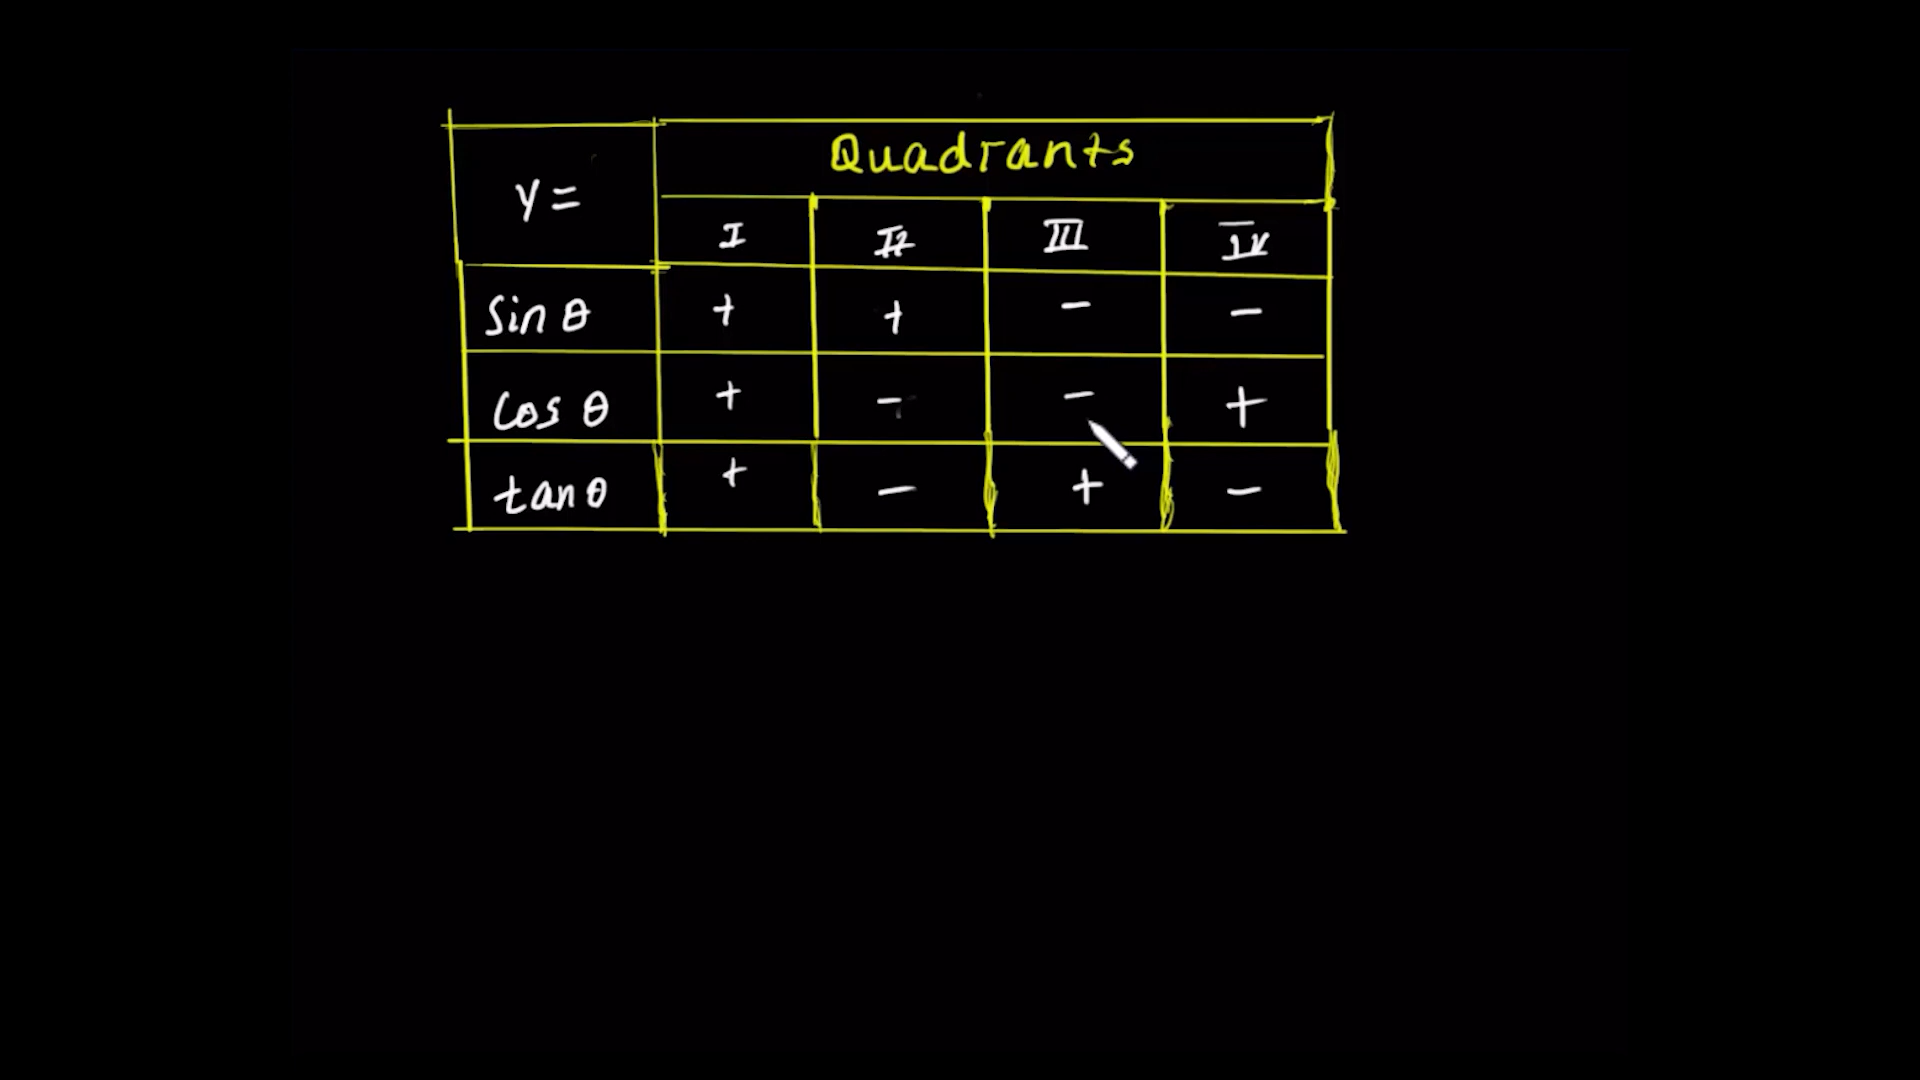 Quadrants
y =
I II III IV
Sin θ + + - -
Cos θ + - - +
tan θ + - + -